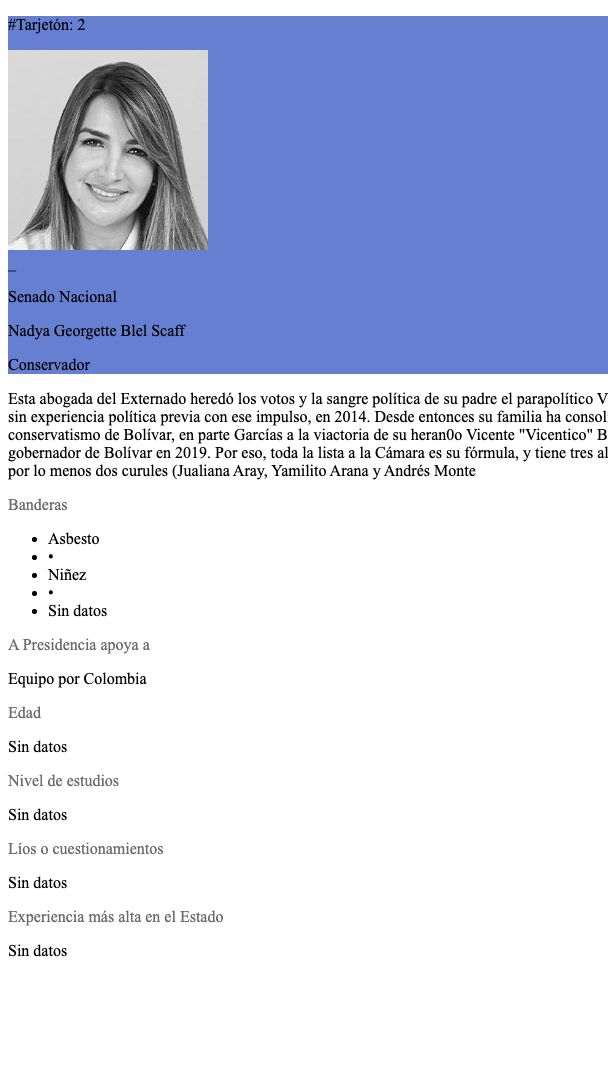 #Tarjetón: 2
_
Senado Nacional
Nadya Georgette Blel Scaff
Conservador
Esta abogada del Externado heredó los votos y la sangre política de su padre el parapolítico V
sin experiencia política previa con ese impulso, en 2014. Desde entonces su familia ha consoli
conservatismo de Bolívar, en parte Garcías a la viactoria de su heran0o Vicente "Vicentico" B
gobernador de Bolívar en 2019. Por eso, toda la lista a la Cámara es su fórmula, y tiene tres al
por lo menos dos curules (Jualiana Aray, Yamilito Arana y Andrés Monte
Banderas
• Asbesto
• •
• Niñez
• •
• Sin datos
A Presidencia apoya a
Equipo por Colombia
Edad
Sin datos
Nivel de estudios
Sin datos
Líos o cuestionamientos
Sin datos
Experiencia más alta en el Estado
Sin datos